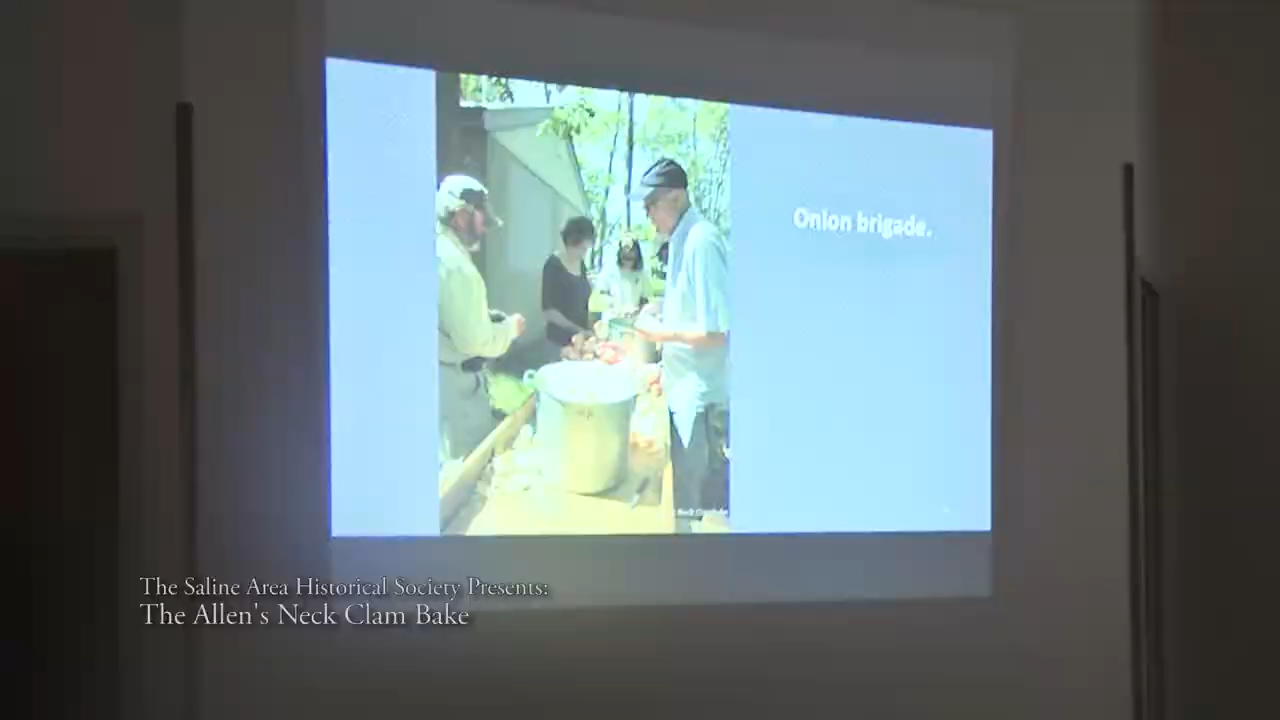 Onion brigade.
The Saline Area Historical Society Presents:
The Allen's Neck Clam Bake